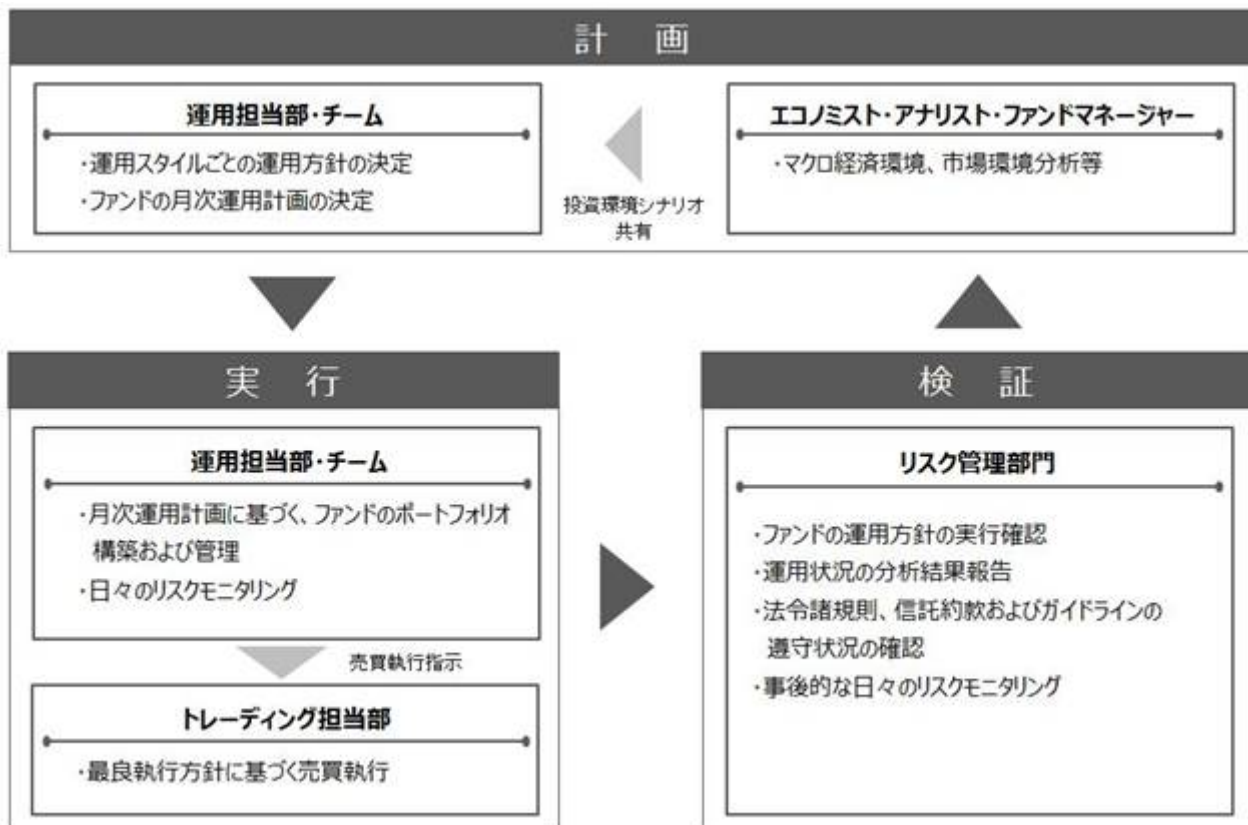 計 画
運用担当部・チーム
・運用スタイルごとの運用方針の決定
・ファンドの月次運用計画の決定
投資環境シナリオ
共有
エコノミスト・アナリスト・ファンドマネージャー
・マクロ経済環境、市場環境分析等
実 行
運用担当部・チーム
・月次運用計画に基づく、ファンドのポートフォリオ
構築および管理
・日々のリスクモニタリング
売買執行指示
トレーディング担当部
・最良執行方針に基づく売買執行
検 証
リスク管理部門
・ファンドの運用方針の実行確認
・運用状況の分析結果報告
・法令諸規則、信託約款およびガイドラインの
遵守状況の確認
・事後的な日々のリスクモニタリング